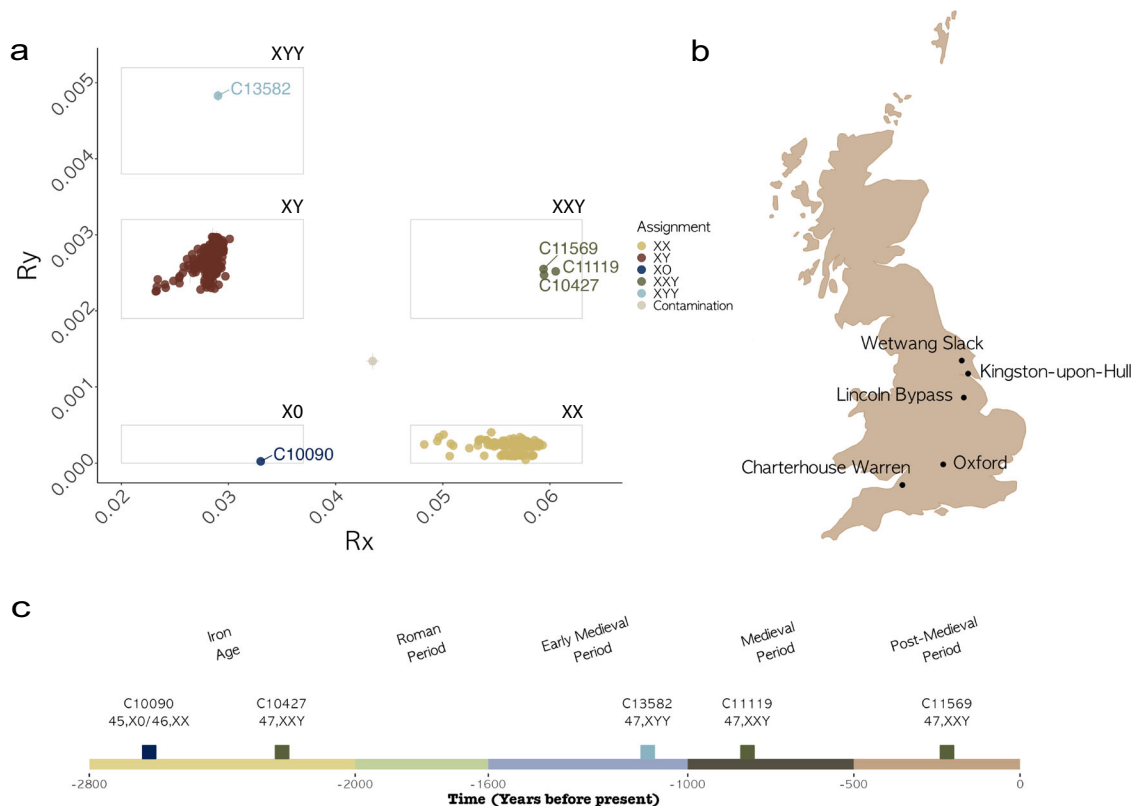 a
XYY
0.005
C13582
0.004
XY
XXY
0.003
C11569
C11119
C10427
Ry
0.002
0.001
X0
XX
0.000
C10090
0.02
0.03
0.04
0.05
0.06
Rx
Assignment
XX
XY
XO
XXY
XYY
Contamination
b
Wetwang Slack
Kingston-upon-Hull
Lincoln Bypass
Charterhouse Warren
Oxford
c
Iron
Age
Roman
Period
Early Medieval
Period
Medieval
Period
Post-Medieval
Period
C10090
45,X0/46,XX
C10427
47,XXY
C13582
47,XYY
C11119
47,XXY
C11569
47,XXY
-2800
-2000
-1600
-1000
-500
0
Time (Years before present)